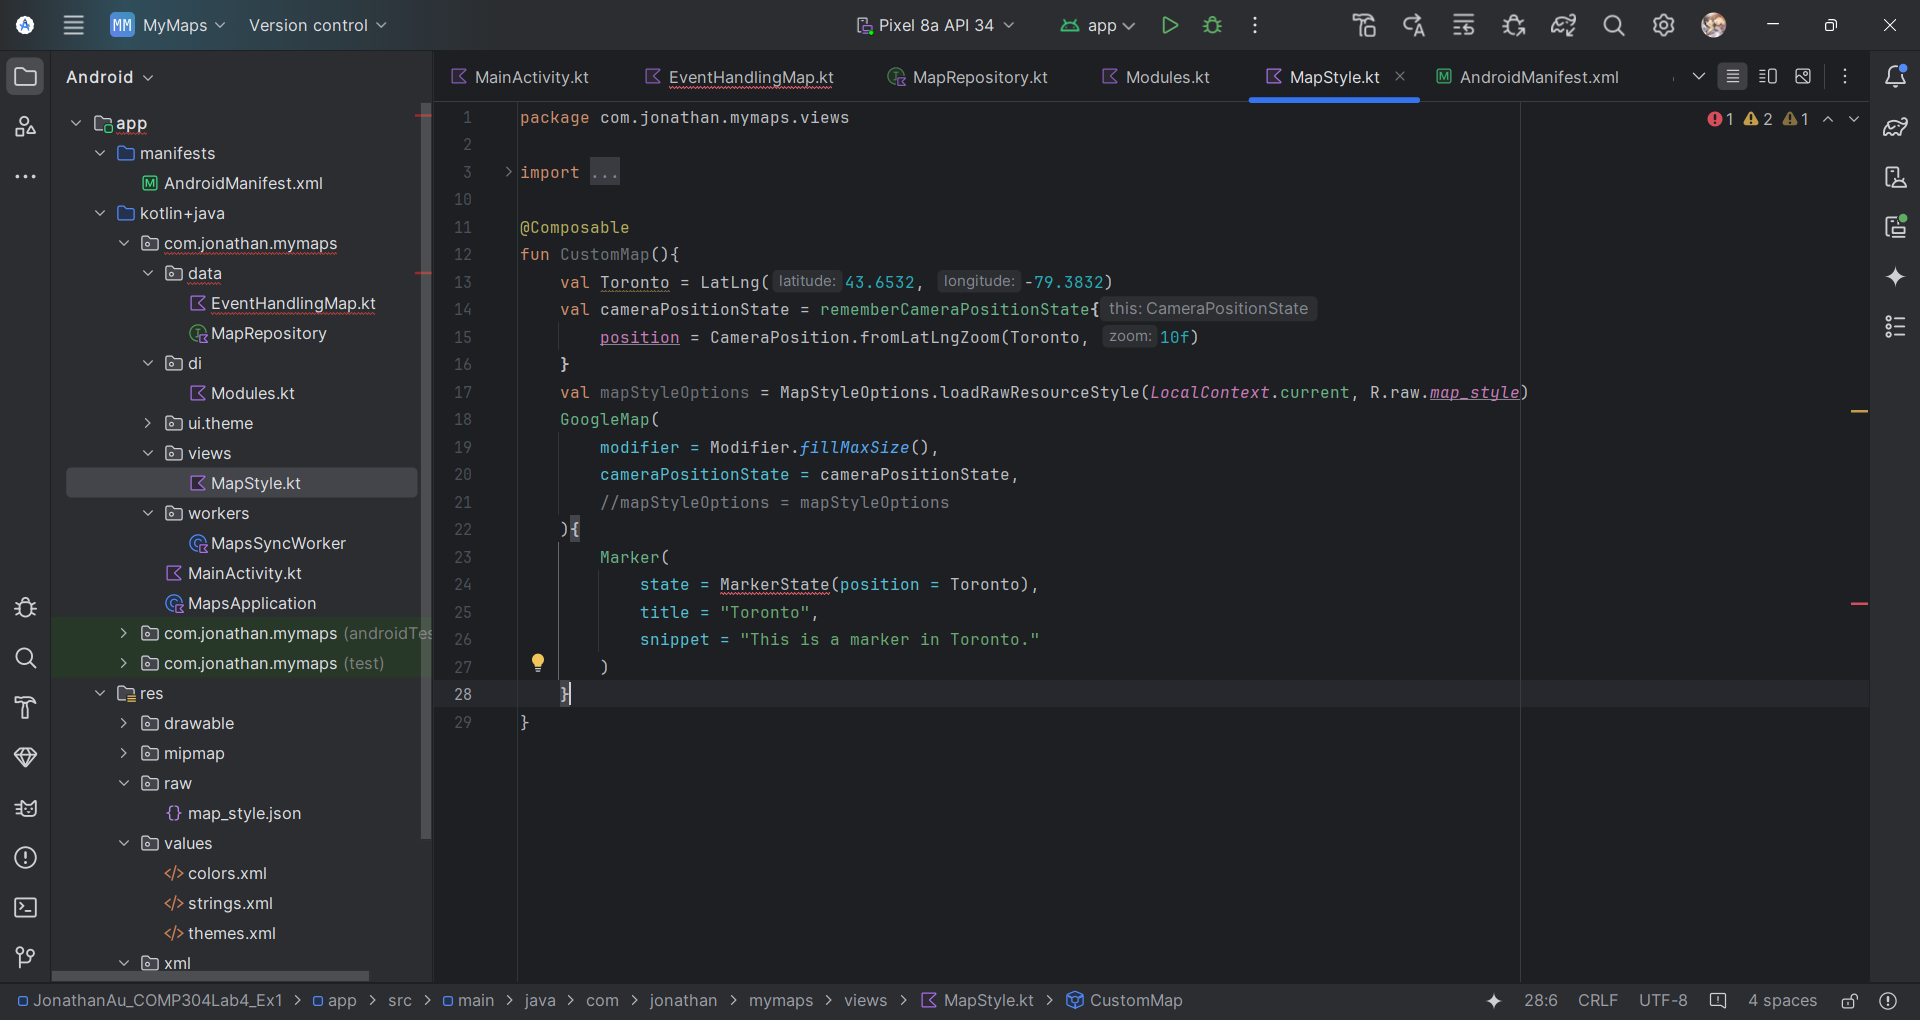 MM MyMaps Version control Pixel 8a API 34 app
Android
MainActivity.kt EventHandlingMap.kt MapRepository.kt Modules.kt MapStyle.kt AndroidManifest.xml
app
manifests
AndroidManifest.xml
kotlin+java
com.jonathan.mymaps
data
EventHandlingMap.kt
MapRepository
di
Modules.kt
ui.theme
views
MapStyle.kt
workers
MapsSyncWorker
MainActivity.kt
MapsApplication
com.jonathan.mymaps (androidTes
com.jonathan.mymaps (test)
res
drawable
mipmap
raw
map_style.json
values
colors.xml
strings.xml
themes.xml
xml
1 package com.jonathan.mymaps.views
1 2 1
2
3 import ...
10
11 @Composable
12 fun CustomMap(){
13 val Toronto = LatLng( latitude: 43.6532, longitude: -79.3832)
14 val cameraPositionState = rememberCameraPositionState{ this: CameraPositionState
15 position = CameraPosition.fromLatLngZoom(Toronto, zoom: 10f)
16 }
17 val mapStyleOptions = MapStyleOptions.loadRawResourceStyle(LocalContext.current, R.raw.map_style)
18 GoogleMap(
19 modifier = Modifier.fillMaxSize(),
20 cameraPositionState = cameraPositionState,
21 //mapStyleOptions = mapStyleOptions
22 ){
23 Marker(
24 state = MarkerState(position = Toronto),
25 title = "Toronto",
26 snippet = "This is a marker in Toronto."
27 )
28 }
29 }
JonathanAu_COMP304Lab4_Ex1 > app > src > main > java > com > jonathan > mymaps > views > MapStyle.kt > CustomMap 28:6 CRLF UTF-8 4 spaces